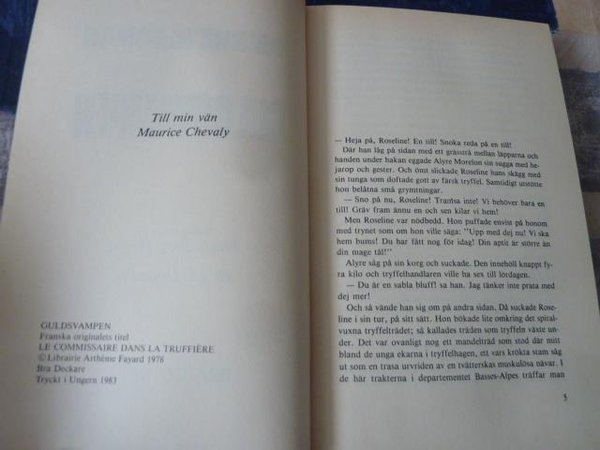 Till min vän
Maurice Chevaly
GULDSVAMPEN
Franska originalets titel
LE COMMISSAIRE DANS LA TRUFFIÈRE
© Librairie Arthème Fayard 1978
Bra Deckare
Tryckt i Ungern 1983
— Heja på, Roseline! En till! Snoka reda på en till!
Där han låg på sidan med ett grässtrå mellan läpparna och
handen under hakan eggade Alyre Morelon sin sugga med he-
jarop och gester. Och ömt slickade Roseline hans skägg med
sin tunga som doftade gott av färsk tryffel. Samtidigt utstötte
hon belåtna små grymtningar.
— Sno på nu, Roseline! Trantsa inte! Vi behöver bara en
till! Gräv fram ännu en och sen kilar vi hem!
Men Roseline var nödbedd. Hon puffade envist på honom
med trynet som om hon ville säga: "Upp med dej nu! Vi ska
hem bums! Du har fått nog för idag! Din aptit är större än
din mage tål!"
Alyre såg på sin korg och suckade. Den innehöll knappt fy-
ra kilo och tryffelhandlaren ville ha sex till lördagen.
— Du är en sabla bluff! sa han. Jag tänker inte prata med
dej mer!
Och så vände han sig om på andra sidan. Då suckade Rose-
line i sin tur, på sitt sätt. Hon bökade lite omkring det spiral-
vuxna tryffelträdet; så kallades träden som tryffeln växte un-
der. Det var ovanligt nog ett mandelträd som stod där mitt
bland de unga ekarna i tryffelhagen, ett vars krökta stam såg
ut som en trasa urvriden av en tvätterskas muskulösa nävar. I
de här trakterna i departementet Basses-Alpes träffar man
5